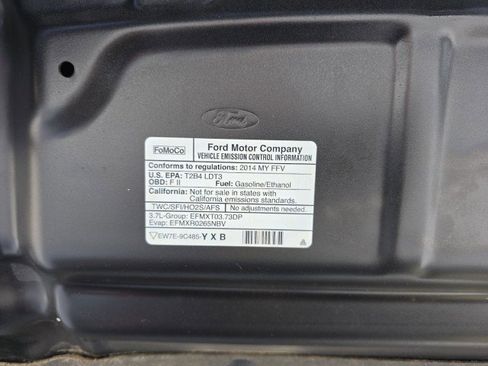 Ford
FoMoCo
Ford Motor Company
VEHICLE EMISSION CONTROL INFORMATION
Conforms to regulations: 2014 MY FFV
U.S. EPA: T2B4 LDT3
OBD: F II Fuel: Gasoline/Ethanol
California: Not for sale in states with
California emissions standards.
TWC/SFI/HO2S/AFS No adjustments needed.
3.7L-Group: EFMXT03.73DP
Evap: EFMXR0265NBV
EW7E-9C485-Y X B